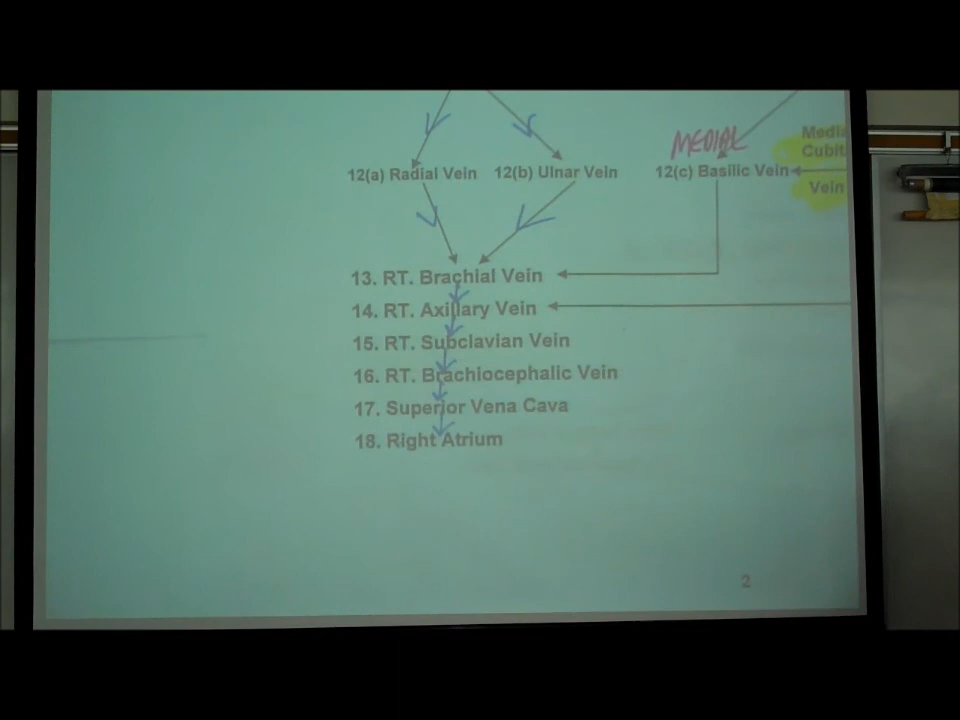 MEDIAL
12(a) Radial Vein 12(b) Ulnar Vein 12(c) Basilic Vein
Vein
13. RT. Brachial Vein
14. RT. Axillary Vein
15. RT. Subclavian Vein
16. RT. Brachiocephalic Vein
17. Superior Vena Cava
18. Right Atrium
2